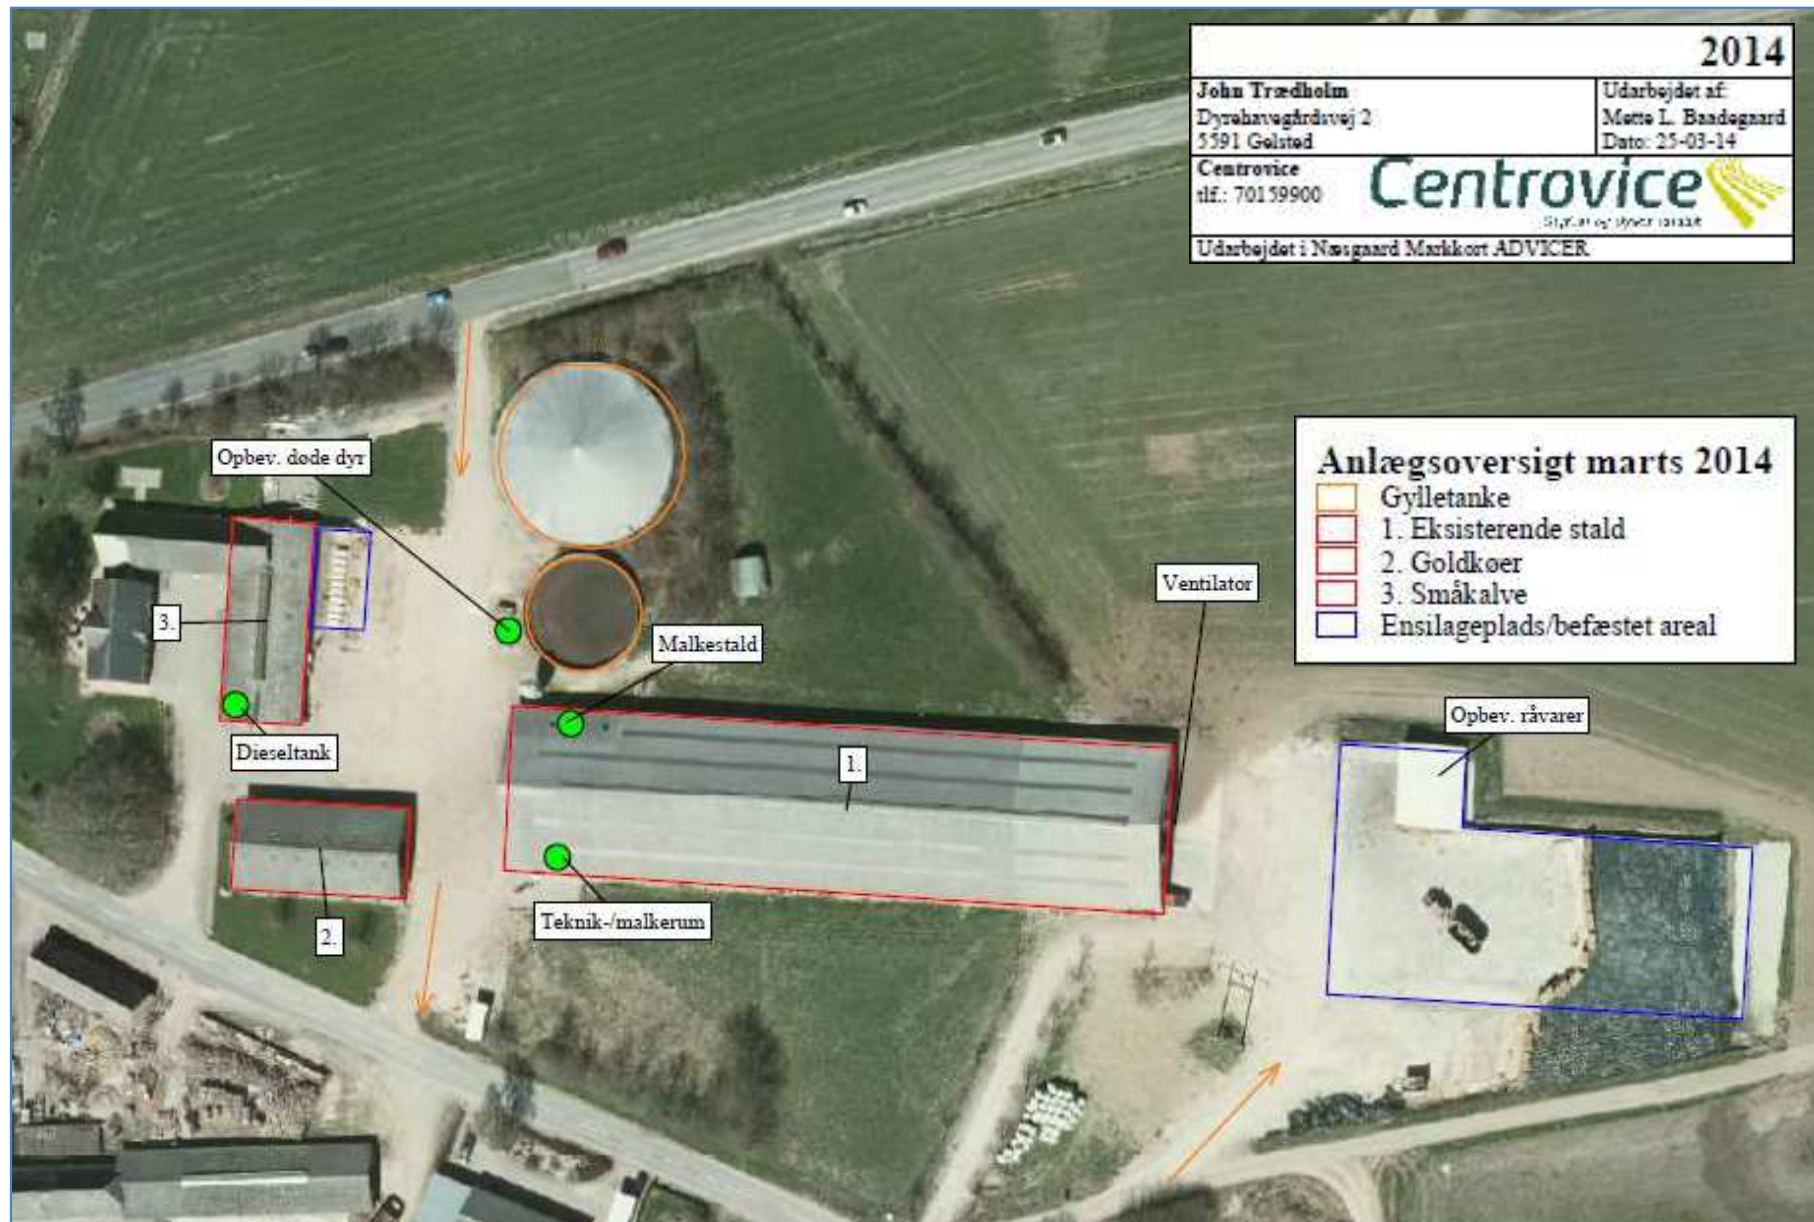 2014
John Trædholm
Dyrehavegårdsvej 2
5591 Gelsted
Udarbejdet af:
Mette L. Baadegaard
Dato: 25-03-14
Centrovice
tlf.: 70159900
Centrovice
Udarbejdet i Næsgaard Markkort ADVICER
Anlægsoversigt marts 2014
Gylletanke
1. Eksisterende stald
2. Goldkøer
3. Småkalve
Ensilageplads/befæstet areal
Opbev. døde dyr
Ventilator
3.
Malkestald
Opbev. råvarer
Dieseltank
1.
Teknik-/malkerum
2.